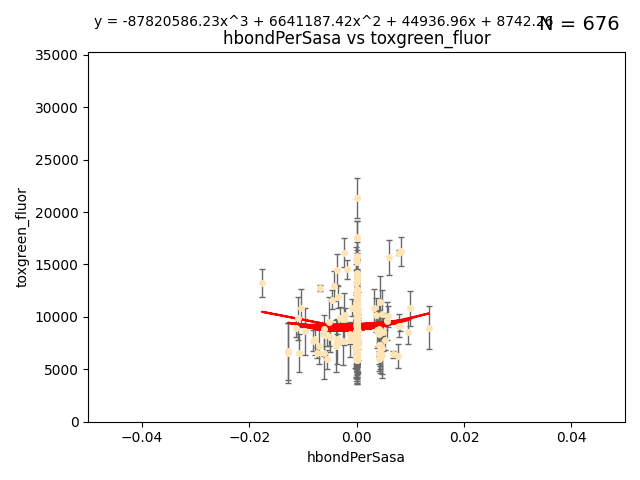 y = -87820586.23x^3 + 6641187.42x^2 + 44936.96x + 8742.26
N = 676
hbondPerSasa vs toxgreen_fluor
35000
30000
25000
20000
15000
10000
5000
0
toxgreen_fluor
−0.04
−0.02
0.00
0.02
0.04
hbondPerSasa